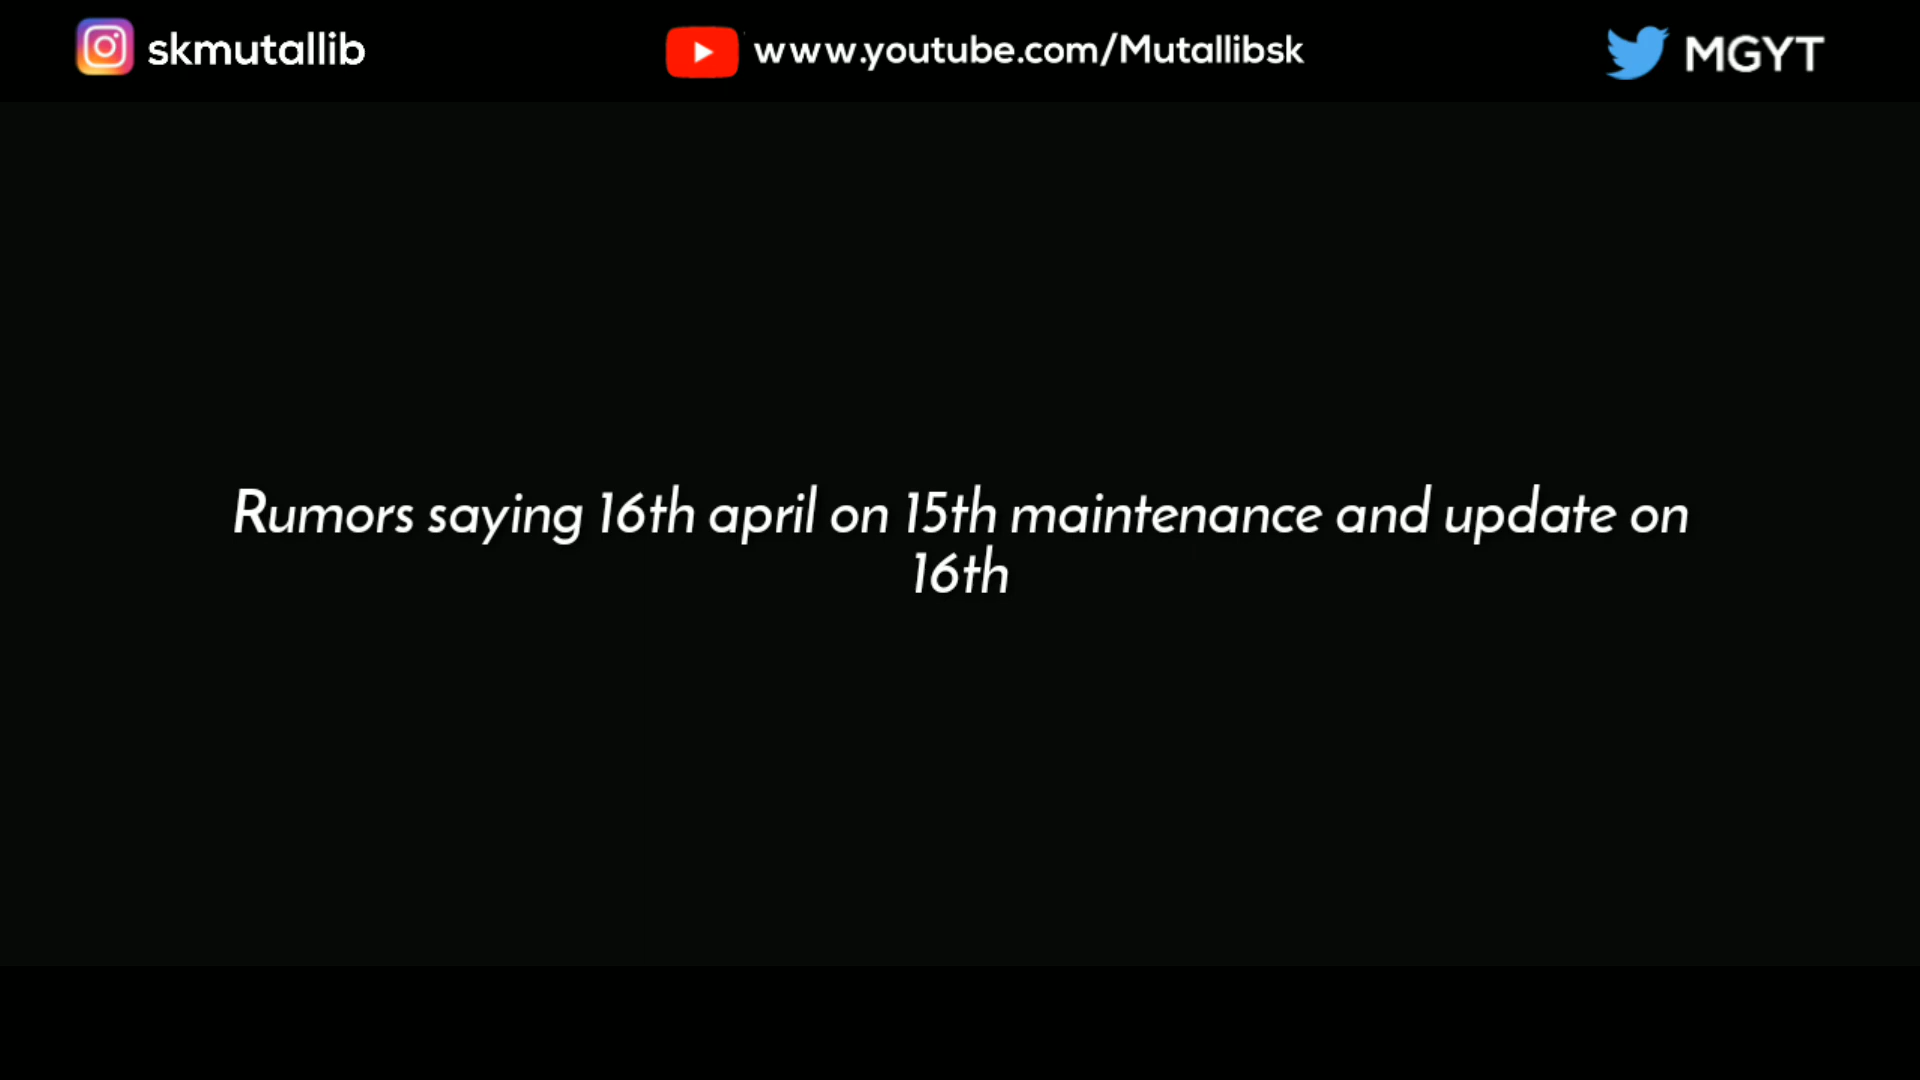 skmutallib
www.youtube.com/Mutallibsk
MGYT
Rumors saying 16th april on 15th maintenance and update on
16th